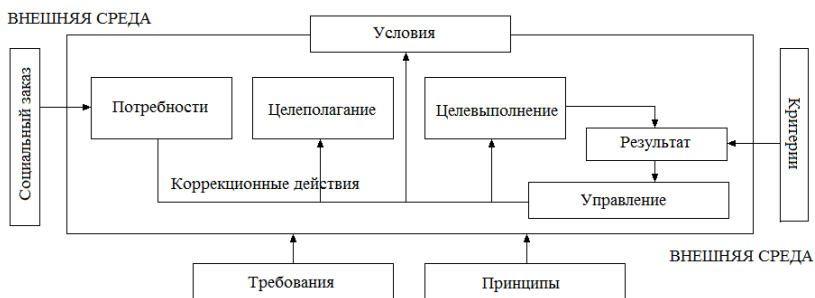 ВНЕШНЯЯ СРЕДА
Условия
Социальный заказ
Потребности
Целеполагание
Целевыполнение
Критерии
Результат
Коррекционные действия
Управление
ВНЕШНЯЯ СРЕДА
Требования
Принципы